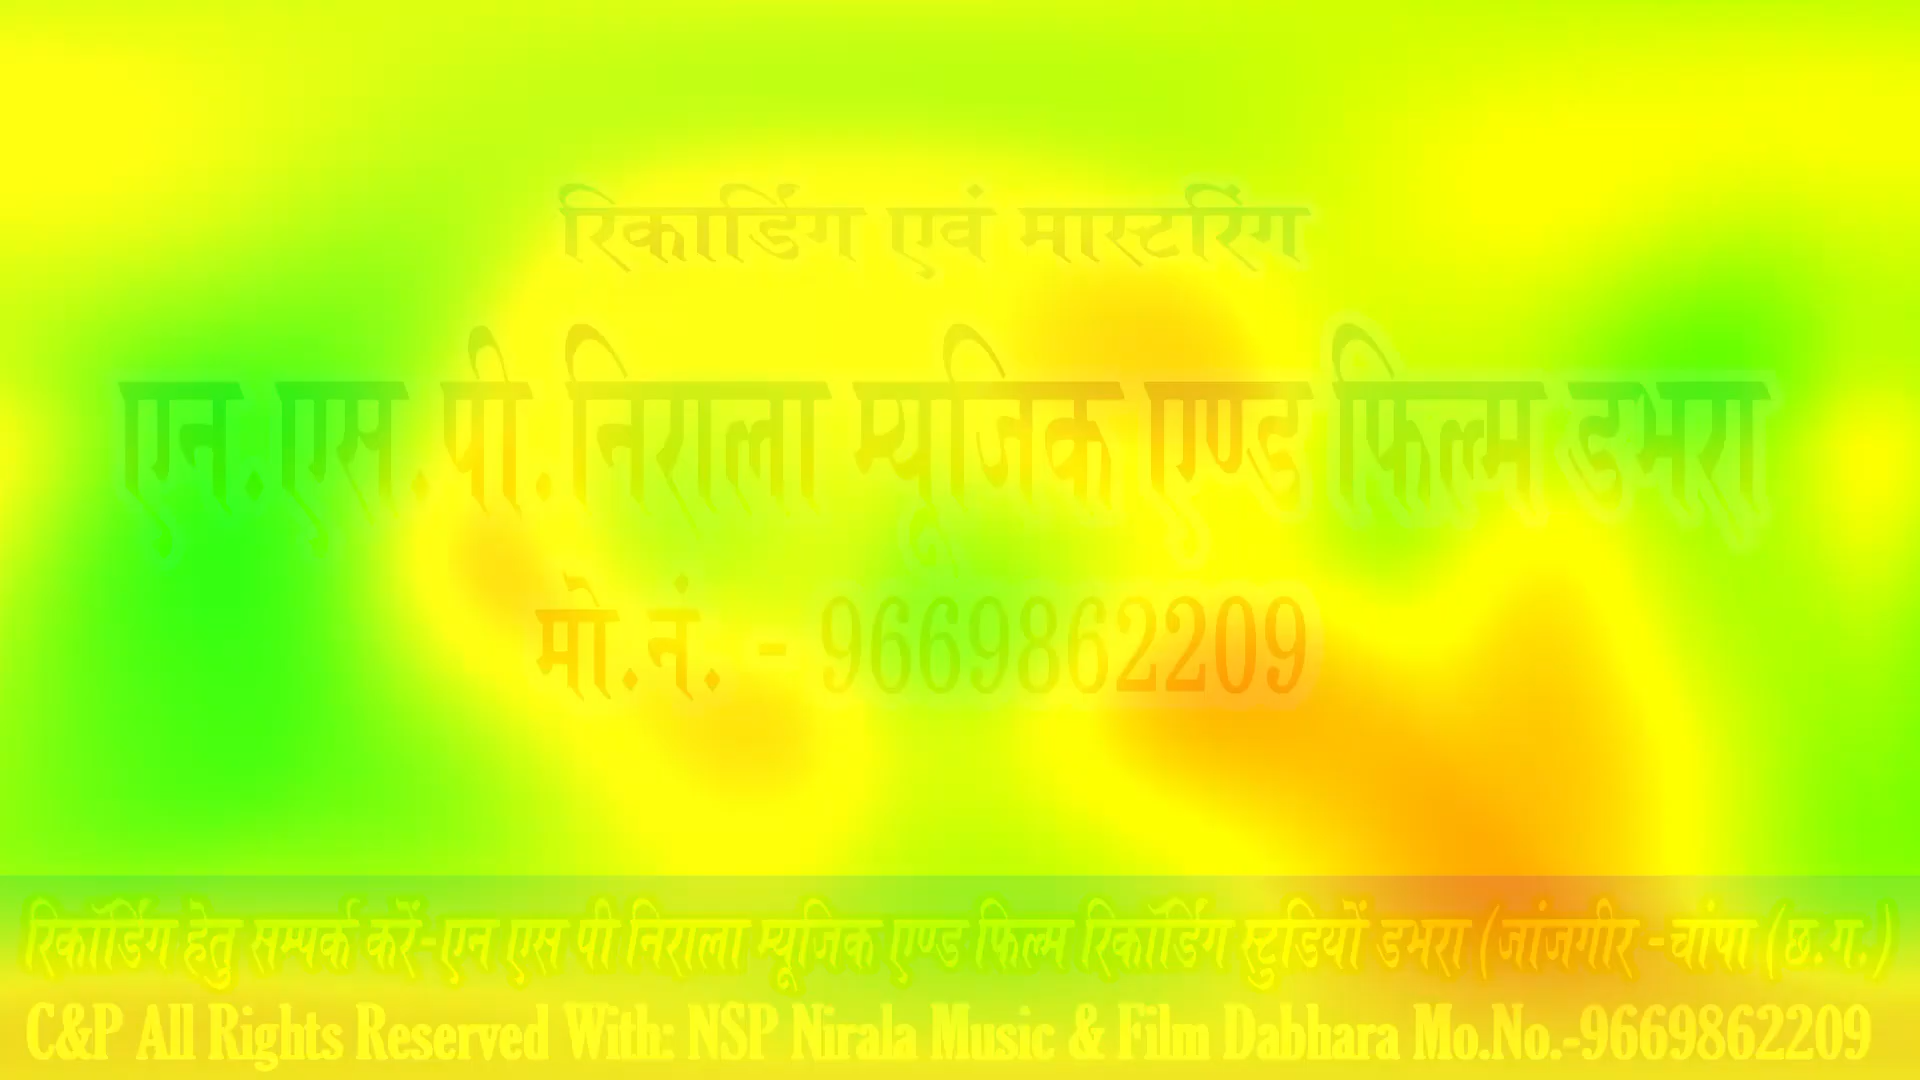 रिकार्डिंग एवं मास्टरिंग
एन.एस.पी.निराला म्यूजिक एण्ड फिल्म डभरा
मो.नं. - 9669862209
रिकॉर्डिंग हेतु सम्पर्क करें-एन एस पी निराला म्यूजिक एण्ड फिल्म रिकॉर्डिंग स्टुडियों डभरा (जांजगीर -चांपा (छ.ग.)
C&P All Rights Reserved With: NSP Nirala Music & Film Dabhara Mo.No.-9669862209